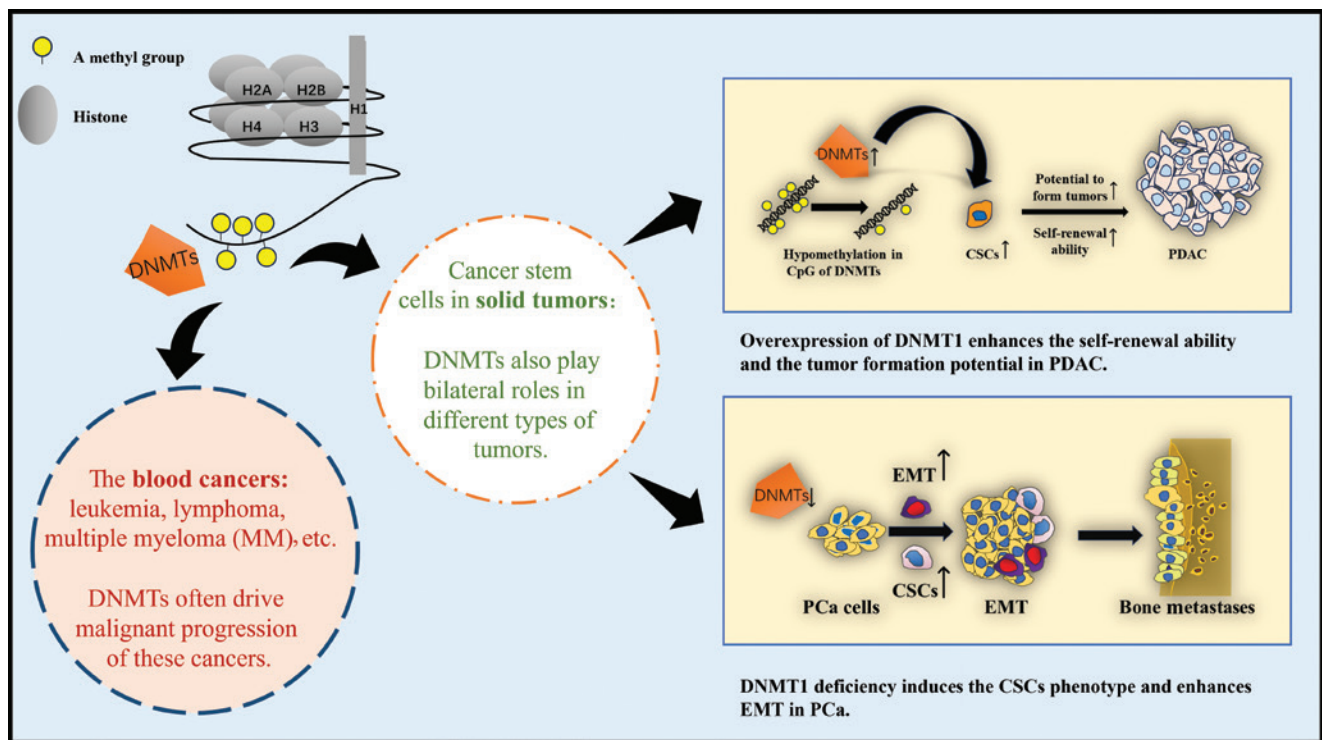 A methyl group
Histone
H2A
H2B
H1
H4
H3
DNMTs
Cancer stem
cells in solid tumors:
DNMTs also play
bilateral roles in
different types of
tumors.
The blood cancers:
leukemia, lymphoma,
multiple myeloma (MM), etc.
DNMTs often drive
malignant progression
of these cancers.
DNMTs↑
Hypomethylation in
CpG of DNMTs
CSCs↑
Potential to
form tumors↑
Self-renewal↑
ability
PDAC
Overexpression of DNMT1 enhances the self-renewal ability
and the tumor formation potential in PDAC.
DNMTs↓
PCa cells
EMT↑
CSCs↑
EMT
Bone metastases
DNMT1 deficiency induces the CSCs phenotype and enhances
EMT in PCa.